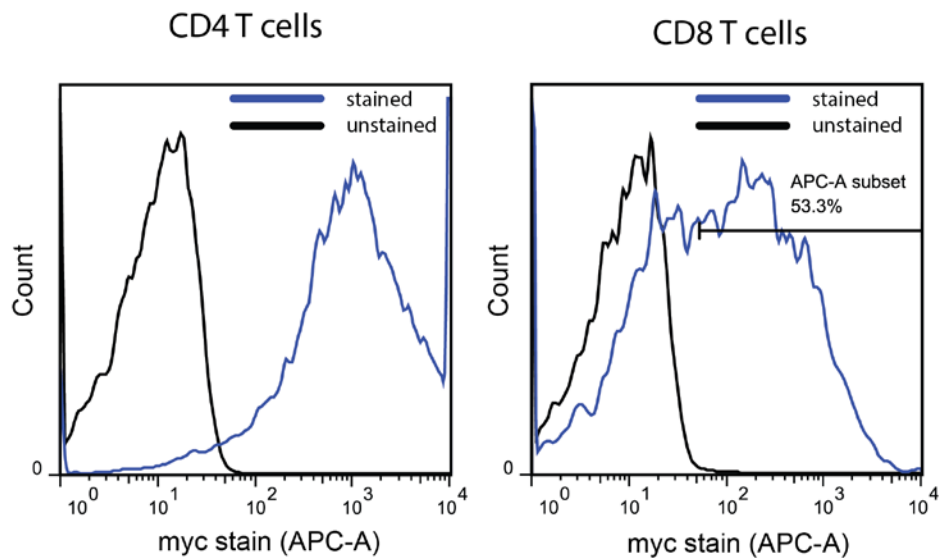 CD4 T cells
stained
unstained
Count
0
10^0 10^1 10^2 10^3 10^4
myc stain (APC-A)
CD8 T cells
stained
unstained
APC-A subset
53.3%
Count
0
10^0 10^1 10^2 10^3 10^4
myc stain (APC-A)